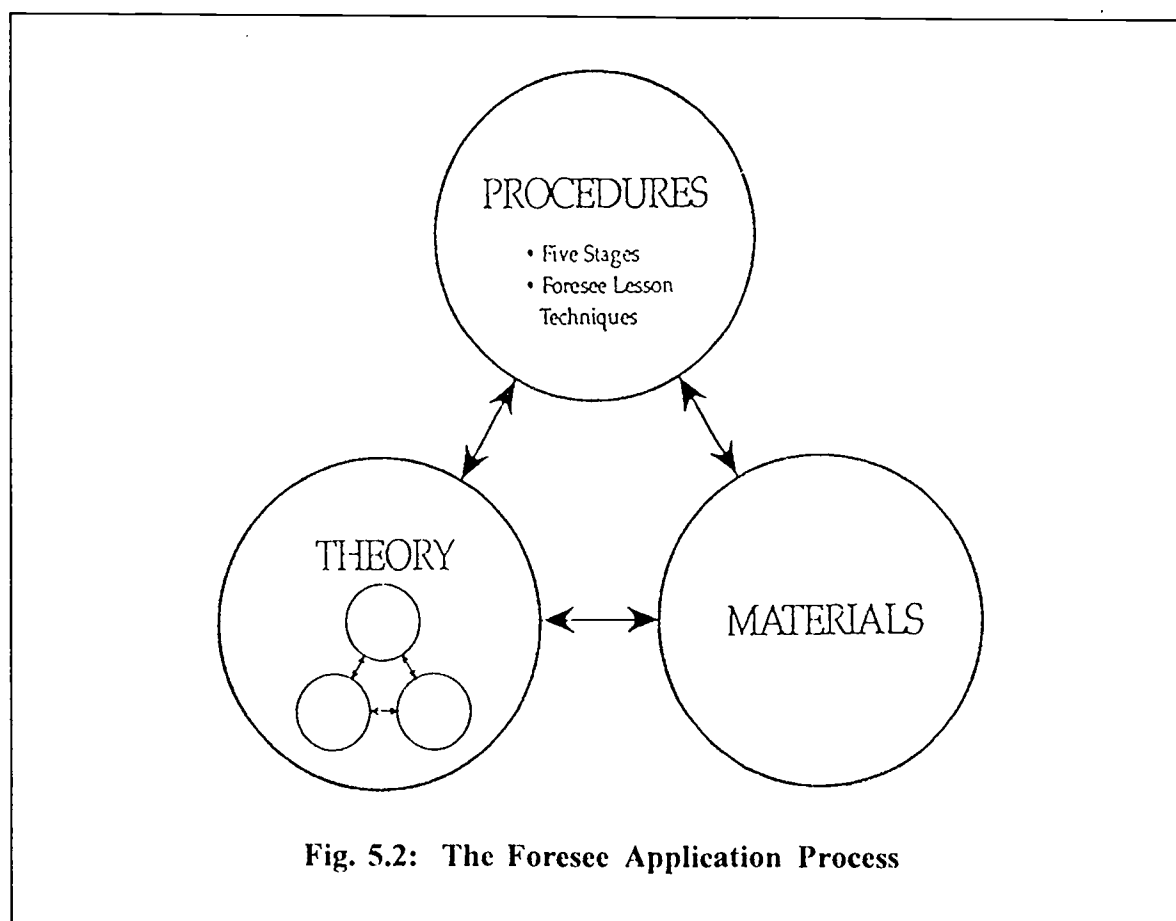 PROCEDURES
• Five Stages
• Foresee Lesson
Techniques
THEORY
MATERIALS
Fig. 5.2: The Foresee Application Process